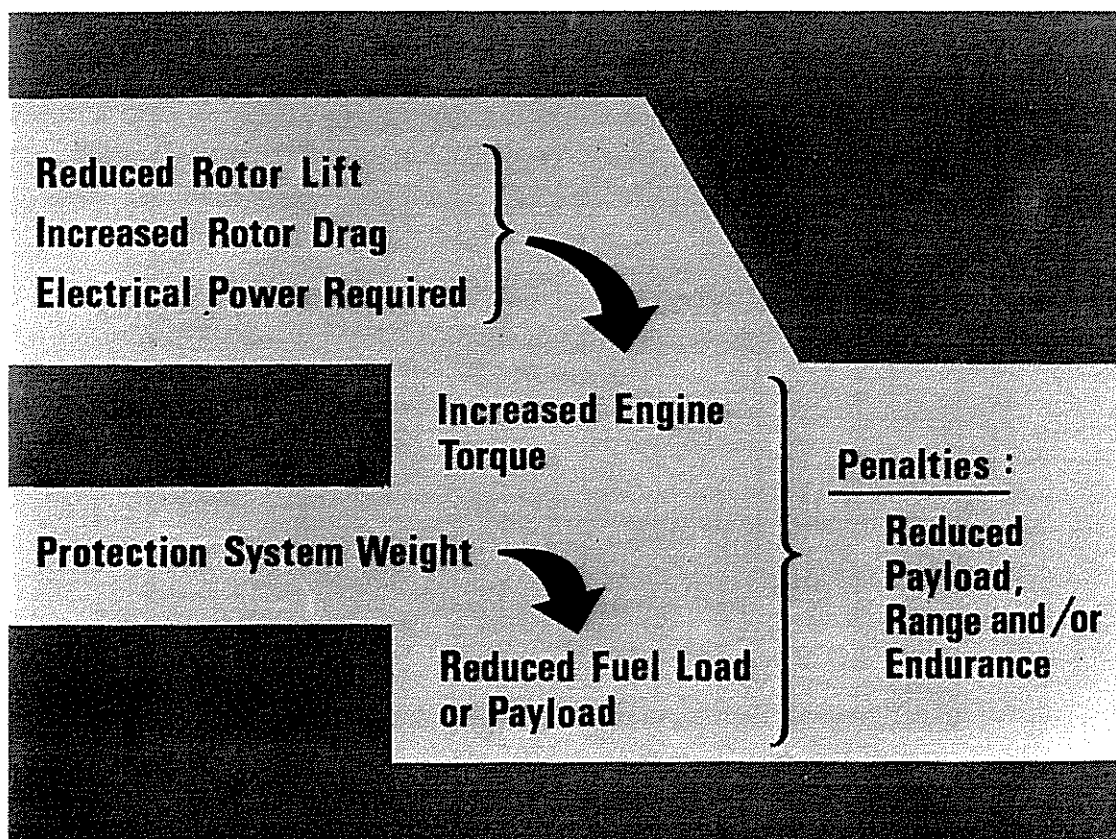 Reduced Rotor Lift
Increased Rotor Drag
Electrical Power Required
Increased Engine
Torque
Protection System Weight
Reduced Fuel Load
or Payload
Penalties :
Reduced
Payload,
Range and/or
Endurance